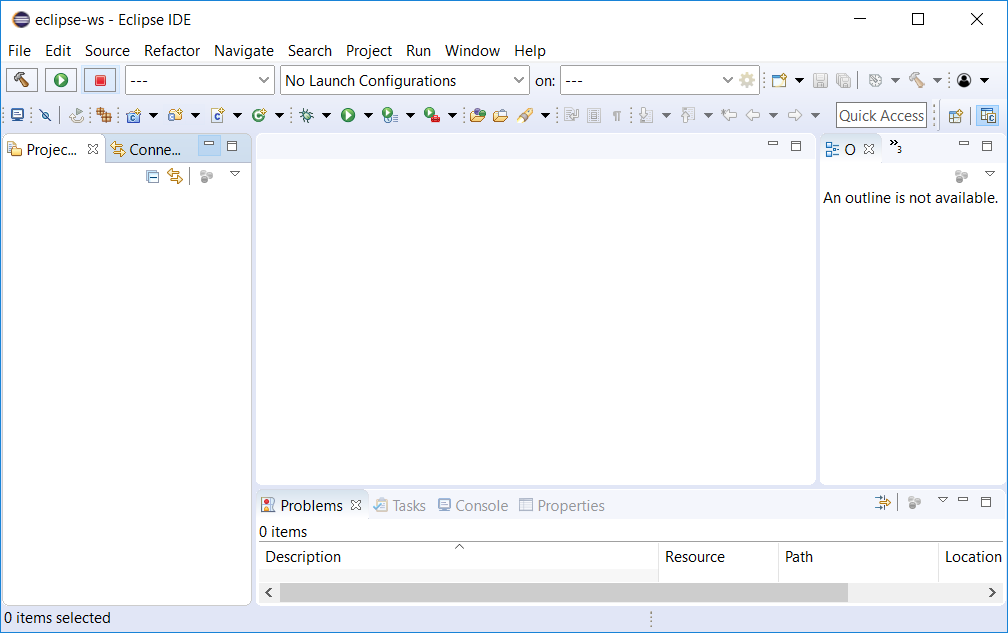 eclipse-ws - Eclipse IDE
File Edit Source Refactor Navigate Search Project Run Window Help
--- No Launch Configurations on: ---
Quick Access
Projec... Conne... O »3
An outline is not available.
Problems Tasks Console Properties
0 items
Description Resource Path Location
0 items selected